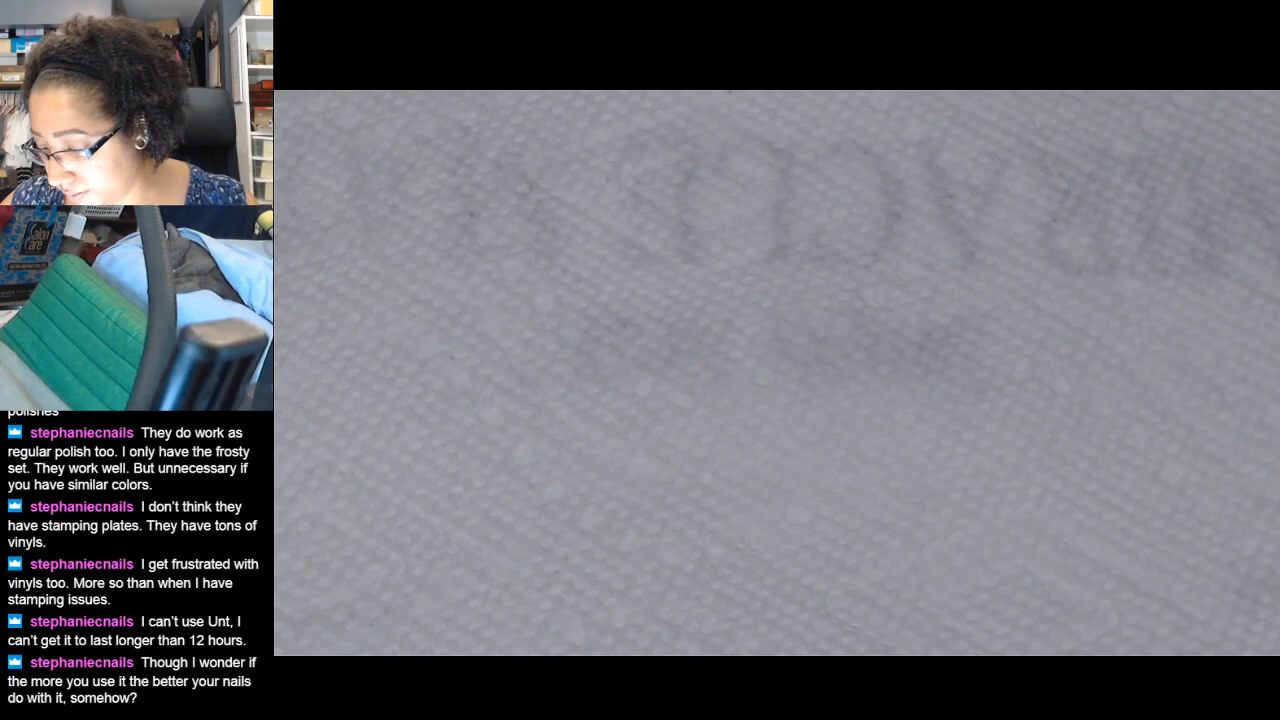 Salon
Care
polishes
stephaniecnails They do work as
regular polish too. I only have the frosty
set. They work well. But unnecessary if
you have similar colors.
stephaniecnails I don't think they
have stamping plates. They have tons of
vinyls.
stephaniecnails I get frustrated with
vinyls too. More so than when I have
stamping issues.
stephaniecnails I can't use Unt, I
can't get it to last longer than 12 hours.
stephaniecnails Though I wonder if
the more you use it the better your nails
do with it, somehow?